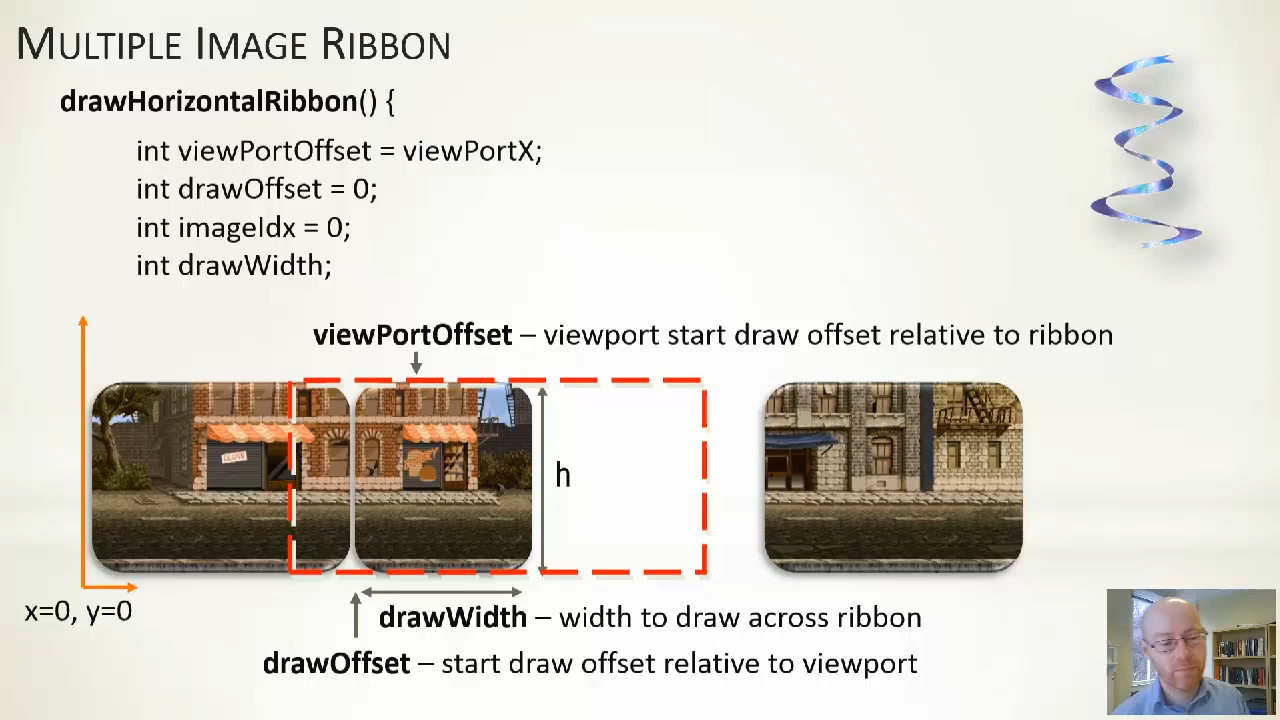 MULTIPLE IMAGE RIBBON
drawHorizontalRibbon() {
int viewPortOffset = viewPortX;
int drawOffset = 0;
int imageIdx = 0;
int drawWidth;
viewPortOffset – viewport start draw offset relative to ribbon
CLOVE
h
x=0, y=0
drawWidth – width to draw across ribbon
drawOffset – start draw offset relative to viewport